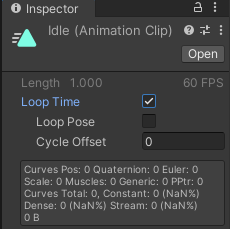 Inspector
Idle (Animation Clip)
Open
Length 1.000 60 FPS
Loop Time
Loop Pose
Cycle Offset 0
Curves Pos: 0 Quaternion: 0 Euler: 0
Scale: 0 Muscles: 0 Generic: 0 PPtr: 0
Curves Total: 0, Constant: 0 (NaN%)
Dense: 0 (NaN%) Stream: 0 (NaN%)
0 B